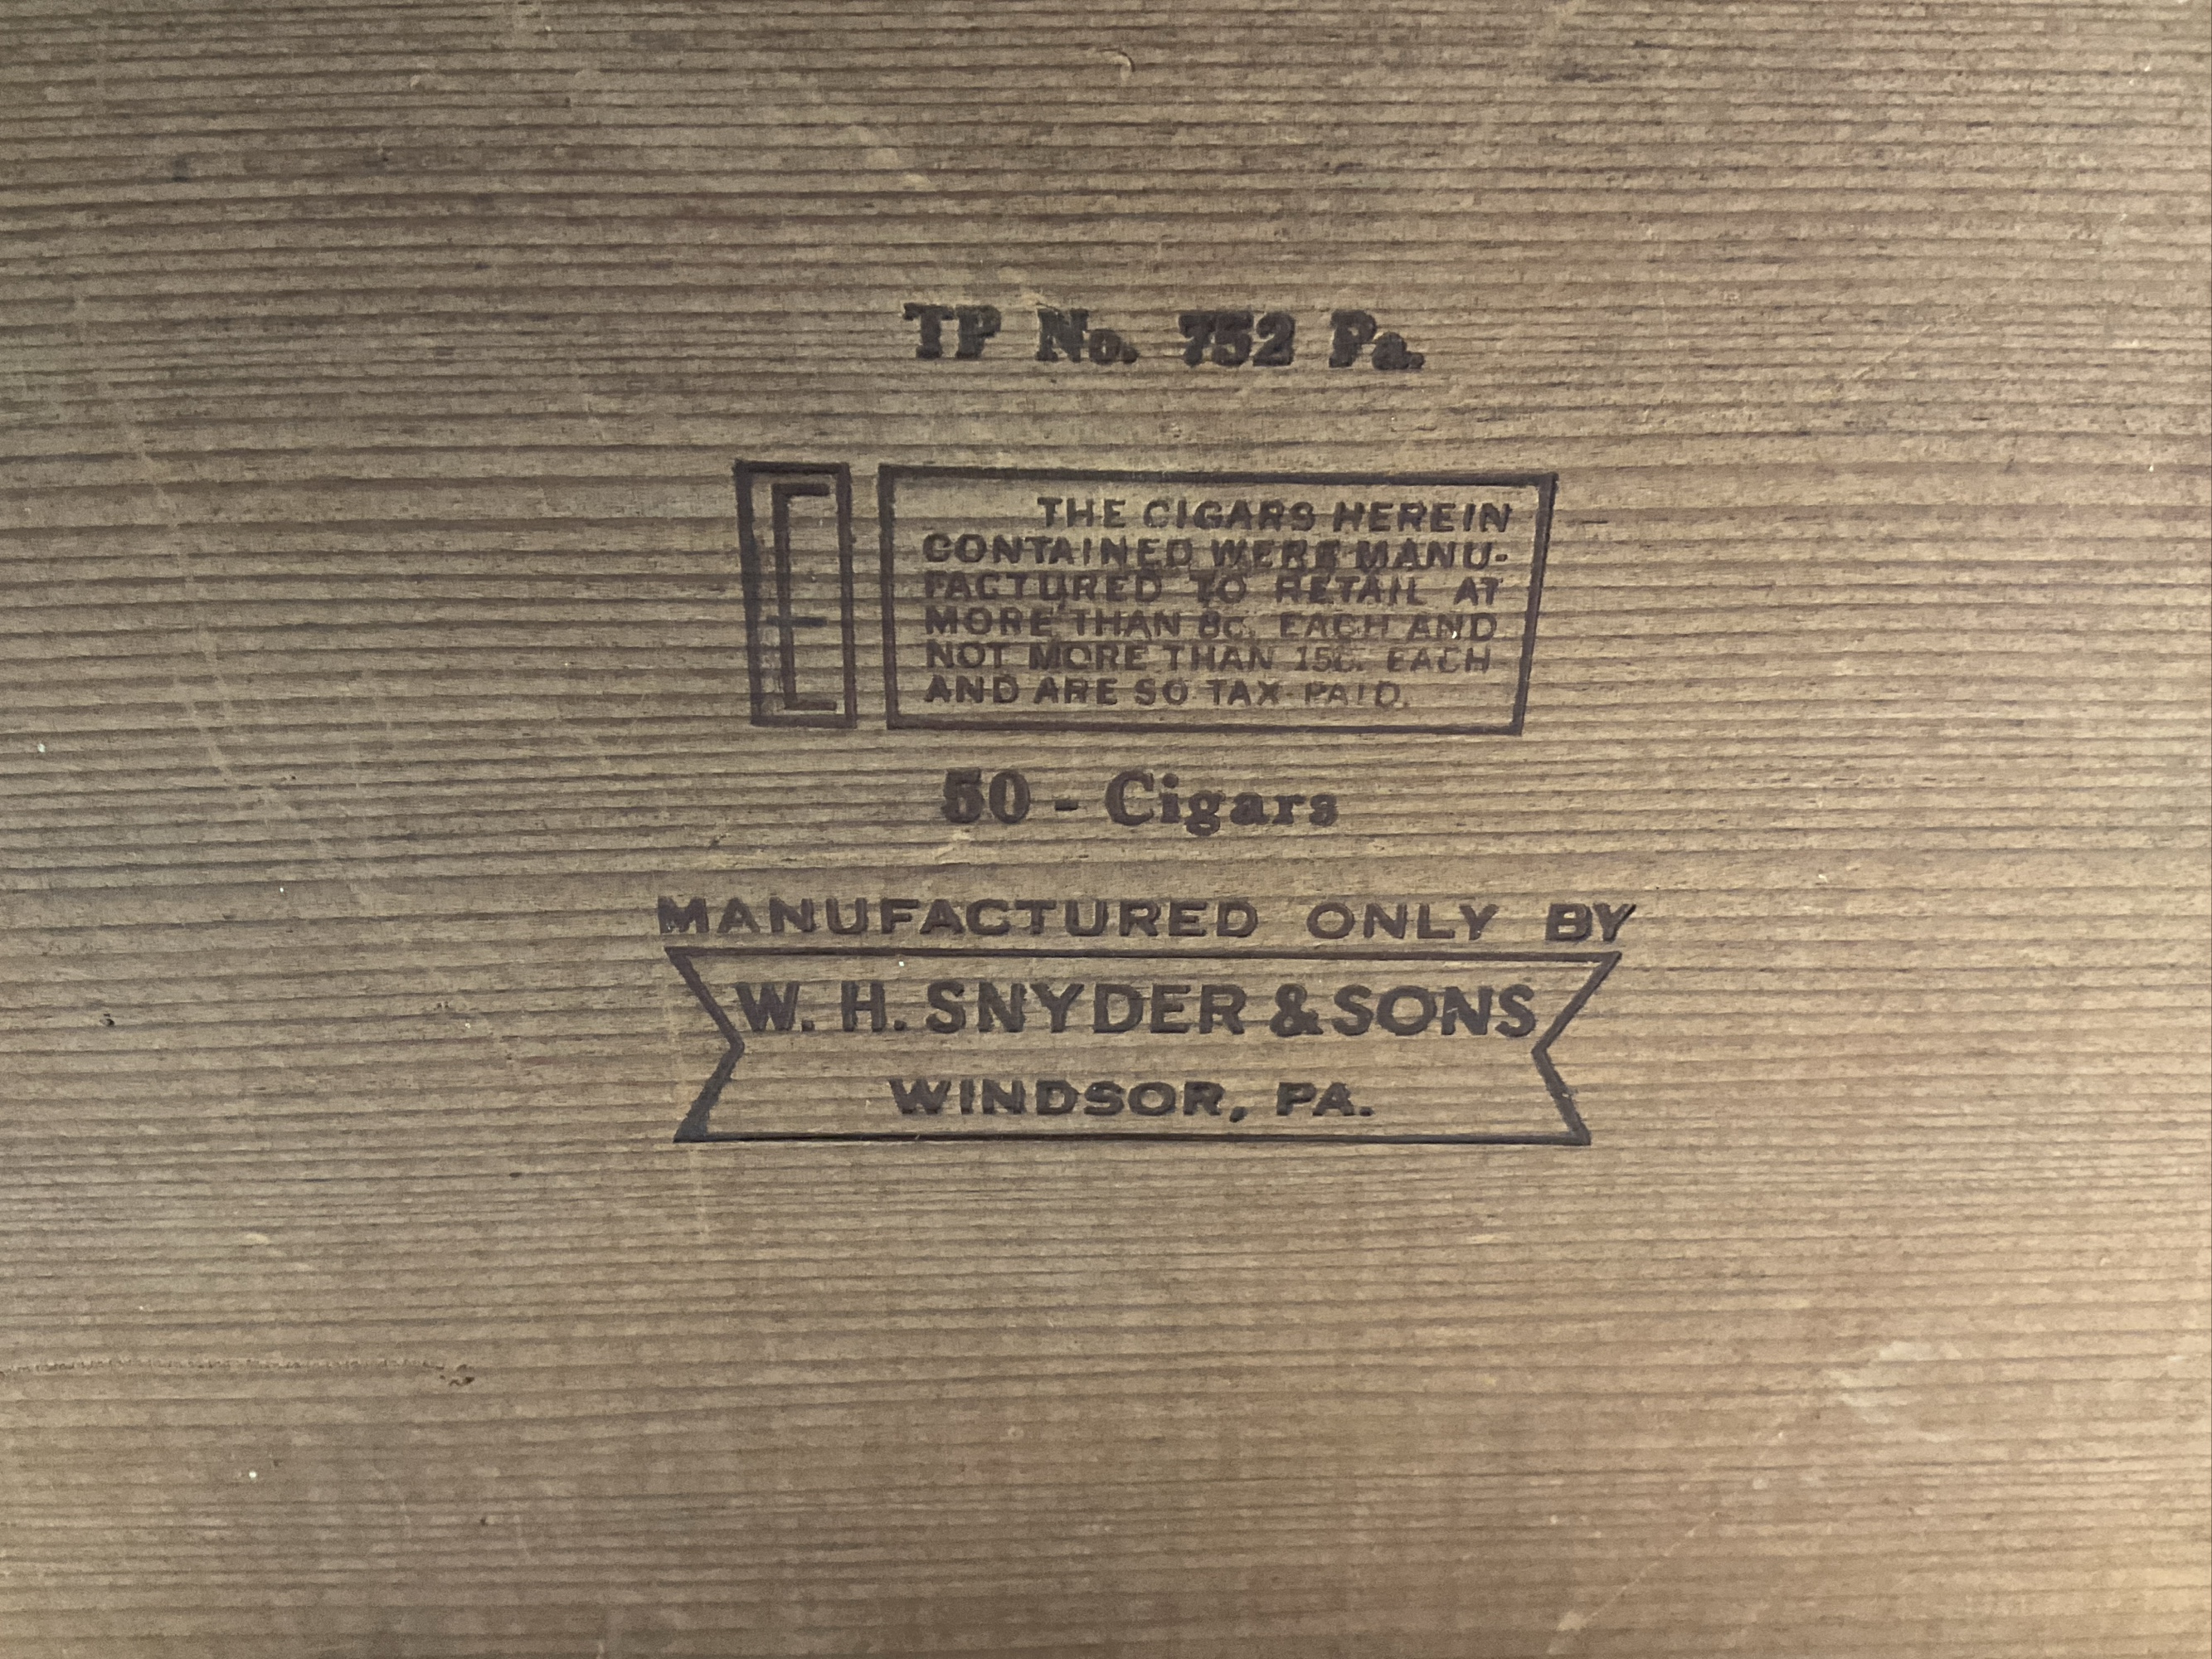 TP No. 752 Pa.
E
THE CIGARS HEREIN
CONTAINED WERE MANU-
FACTURED TO RETAIL AT
MORE THAN 8c. EACH AND
NOT MORE THAN 15c. EACH
AND ARE SO TAX-PAID.
50 - Cigars
MANUFACTURED ONLY BY
W. H. SNYDER & SONS
WINDSOR, PA.